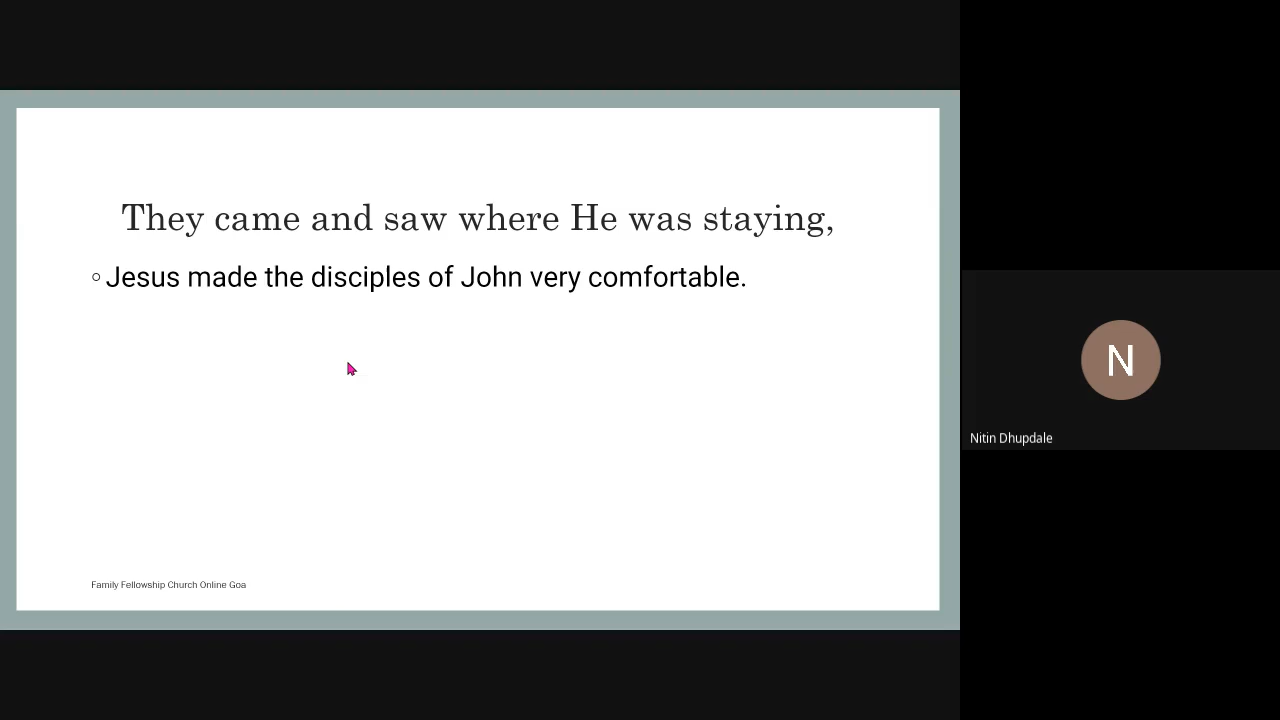 They came and saw where He was staying,
◦ Jesus made the disciples of John very comfortable.
Family Fellowship Church Online Goa
N
Nitin Dhupdale